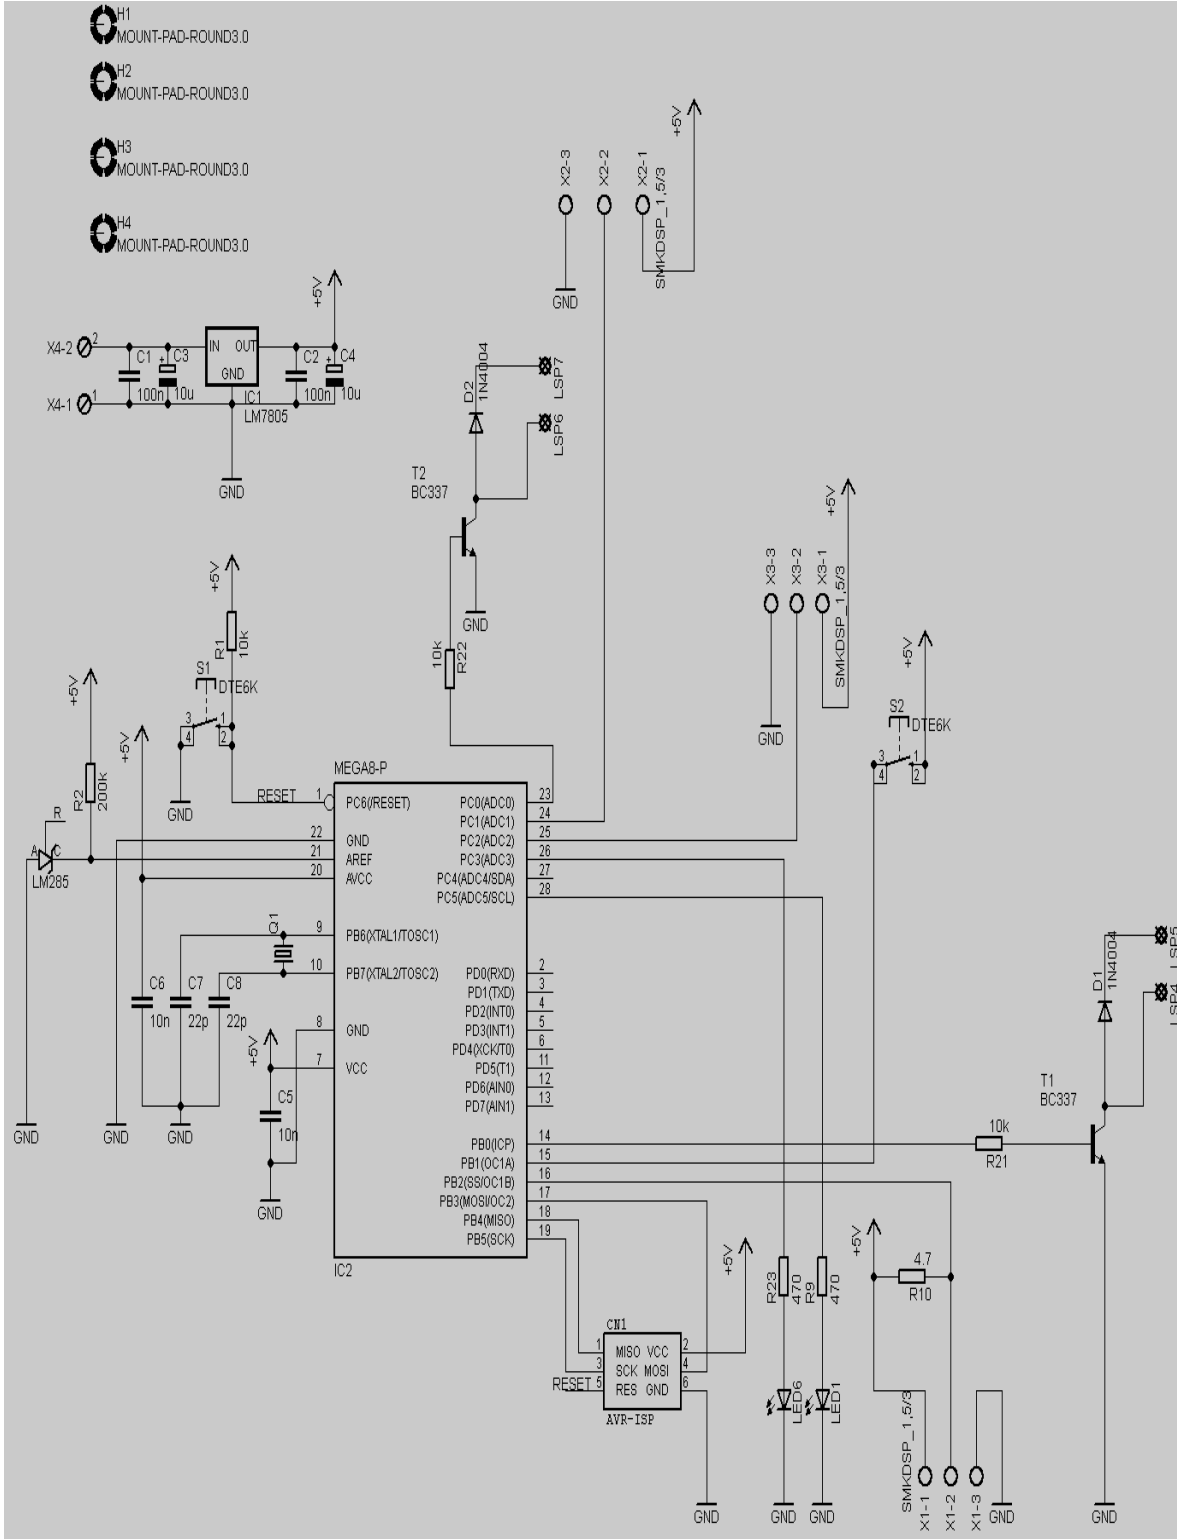 H1
MOUNT-PAD-ROUND3.0
H2
MOUNT-PAD-ROUND3.0
H3
MOUNT-PAD-ROUND3.0
H4
MOUNT-PAD-ROUND3.0
+5V
X2-3
X2-2
X2-1
SMKDSP_1,5/3
GND
+5V
X4-2
2
X4-1
1
C1
100n
C3
+
10u
IN
OUT
GND
IC1
LM7805
C2
100n
C4
+
10u
GND
D2
1N4004
LSP7
LSP6
T2
BC337
GND
10k
R22
+5V
X3-3
X3-2
X3-1
SMKDSP_1,5/3
GND
+5V
R1
10k
S1
DTE6K
3
4
1
2
GND
+5V
S2
DTE6K
3
4
1
2
+5V
R2
200k
+5V
R
A
C
LM285
MEGA8-P
RESET
1
PC6(/RESET)
22
GND
21
AREF
20
AVCC
9
PB6(XTAL1/TOSC1)
10
PB7(XTAL2/TOSC2)
8
GND
7
VCC
PC0(ADC0)
23
PC1(ADC1)
24
PC2(ADC2)
25
PC3(ADC3)
26
PC4(ADC4/SDA)
27
PC5(ADC5/SCL)
28
PD0(RXD)
2
PD1(TXD)
3
PD2(INT0)
4
PD3(INT1)
5
PD4(XCK/T0)
6
PD5(T1)
11
PD6(AIN0)
12
PD7(AIN1)
13
PB0(ICP)
14
PB1(OC1A)
15
PB2(SS/OC1B)
16
PB3(MOSI/OC2)
17
PB4(MISO)
18
PB5(SCK)
19
IC2
Q1
C6
10n
C7
22p
C8
22p
+5V
C5
10n
GND
GND
GND
GND
D1
1N4004
LSP5
LSP4
T1
BC337
10k
R21
+5V
4.7
R10
+5V
R23
470
R9
470
CN1
1
MISO
VCC
2
3
SCK
MOSI
4
RESET
5
RES
GND
6
AVR-ISP
LED6
LED1
SMKDSP_1,5/3
X1-1
X1-2
X1-3
GND
GND
GND
GND
GND